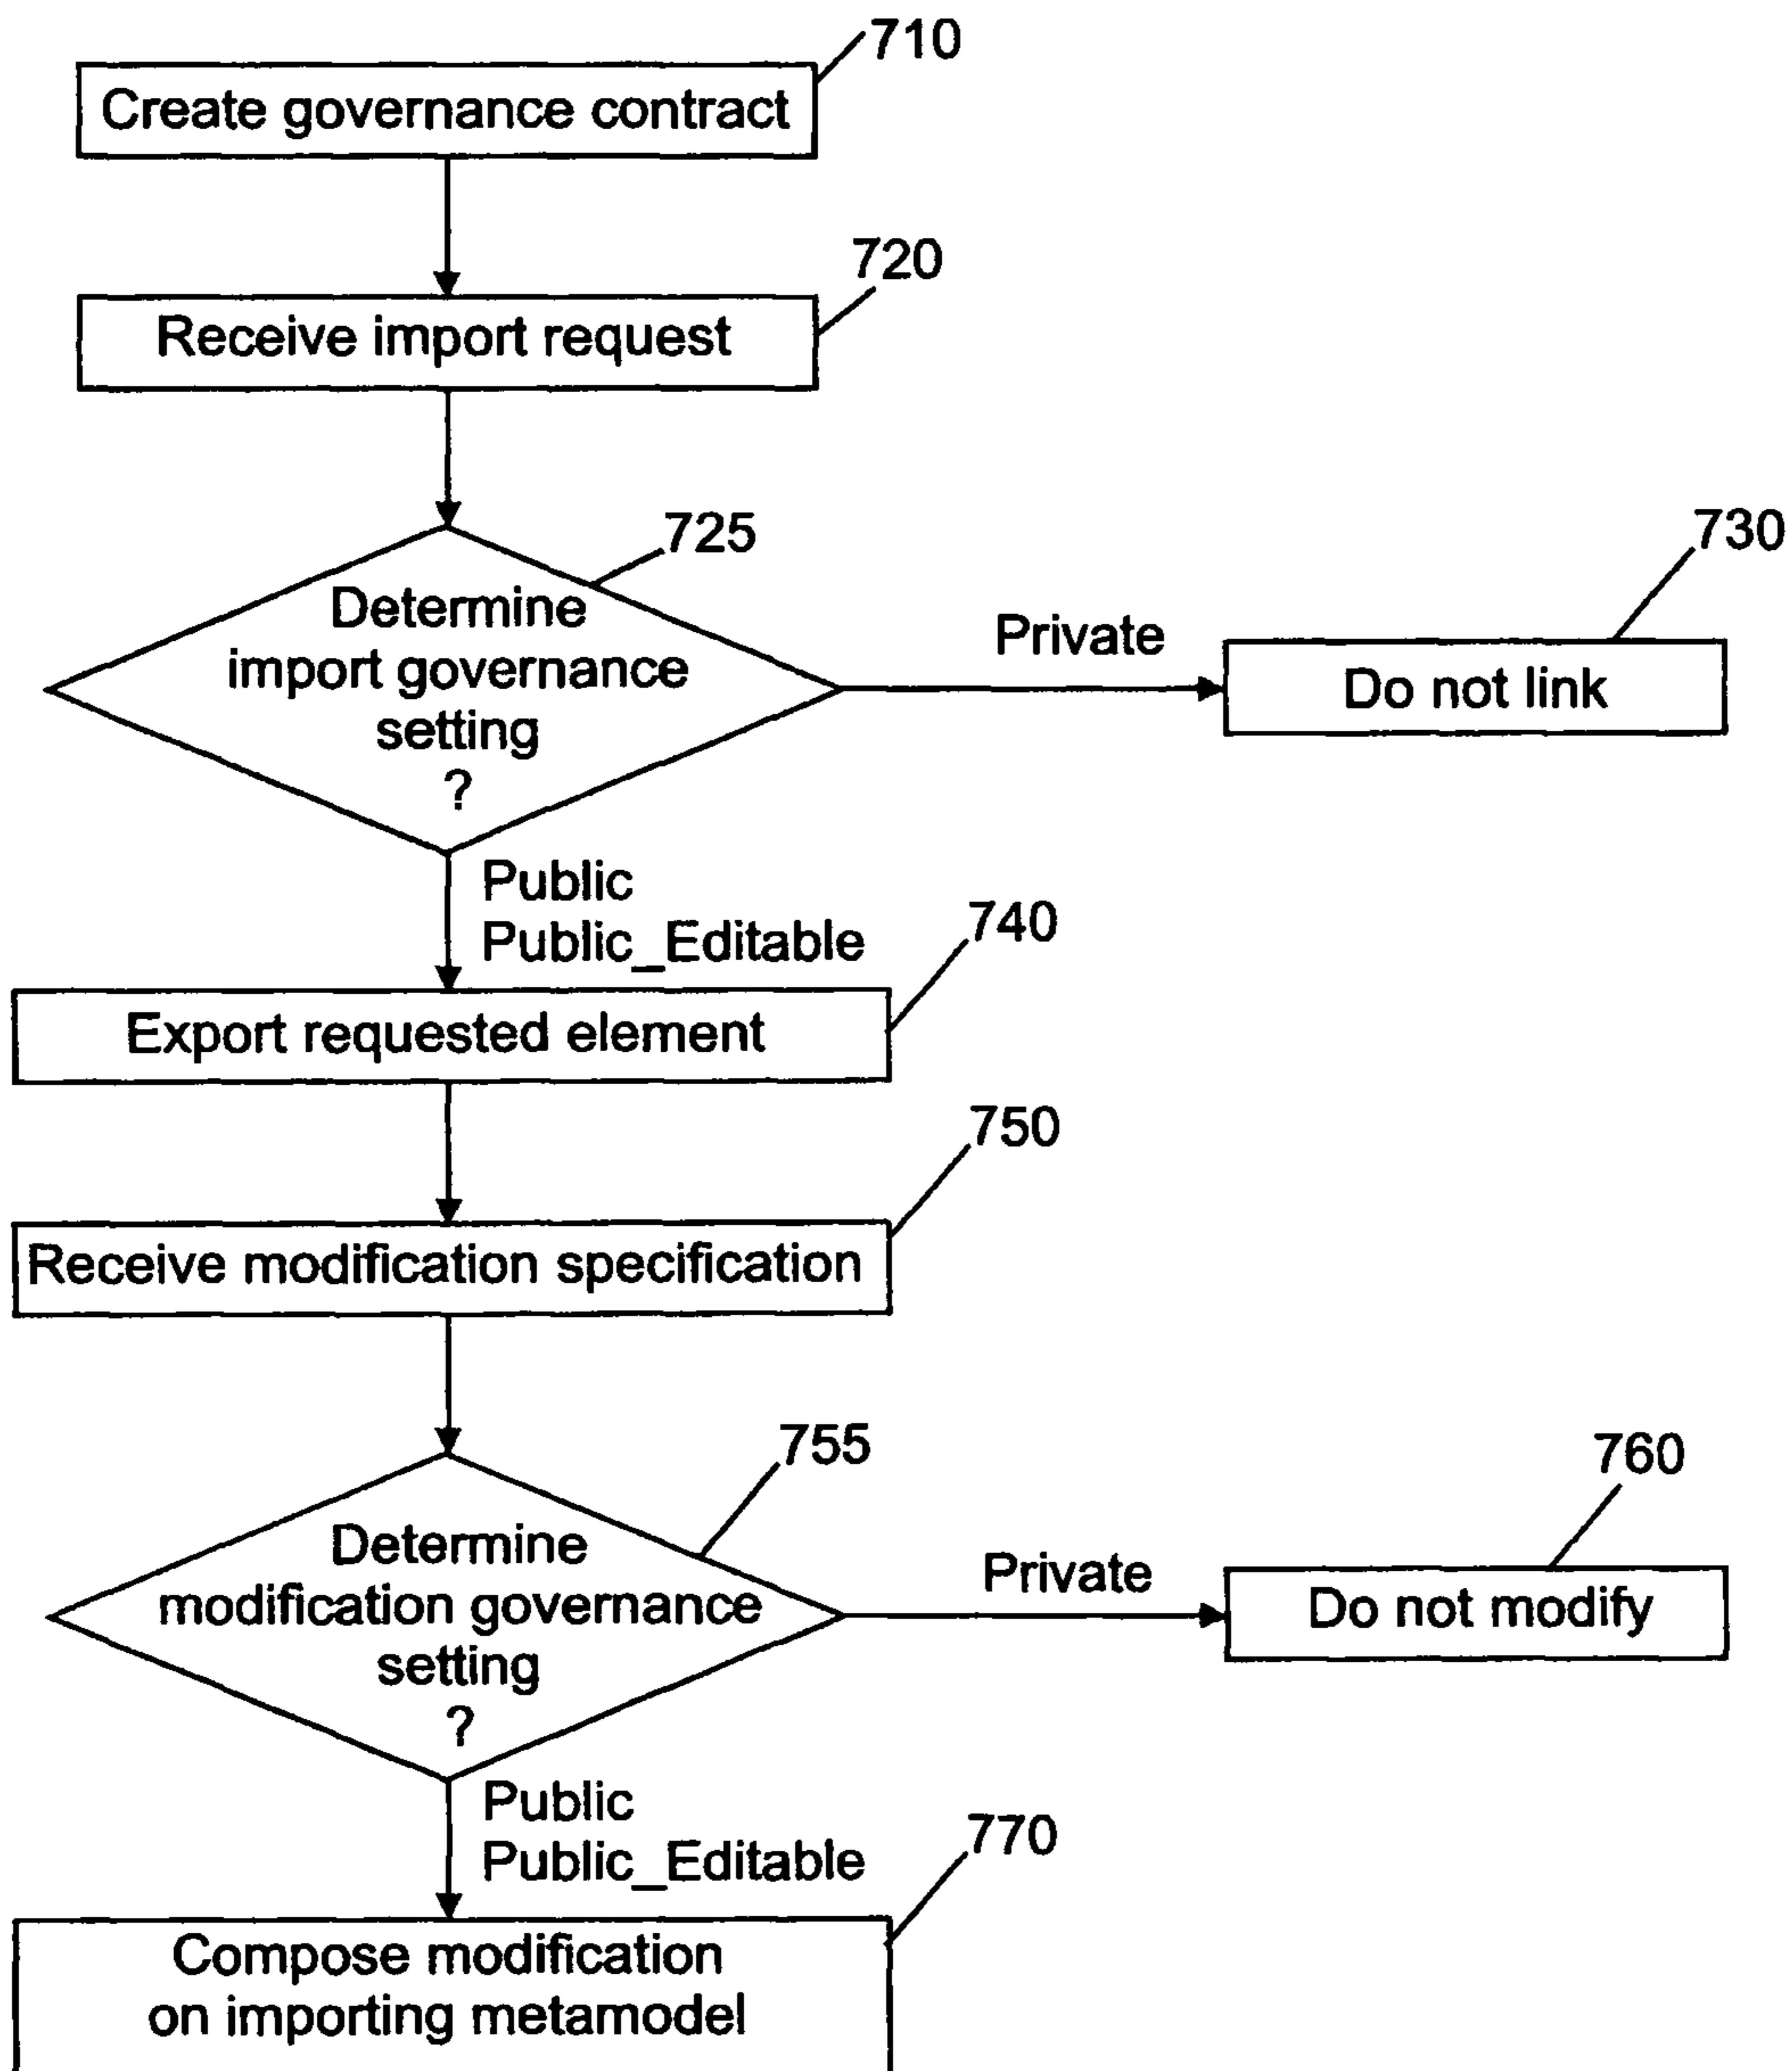 710
Create governance contract
720
Receive import request
725
Determine
import governance
setting
?
Private
730
Do not link
Public
Public_Editable
740
Export requested element
750
Receive modification specification
755
Determine
modification governance
setting
?
Private
760
Do not modify
Public
Public_Editable
770
Compose modification
on importing metamodel